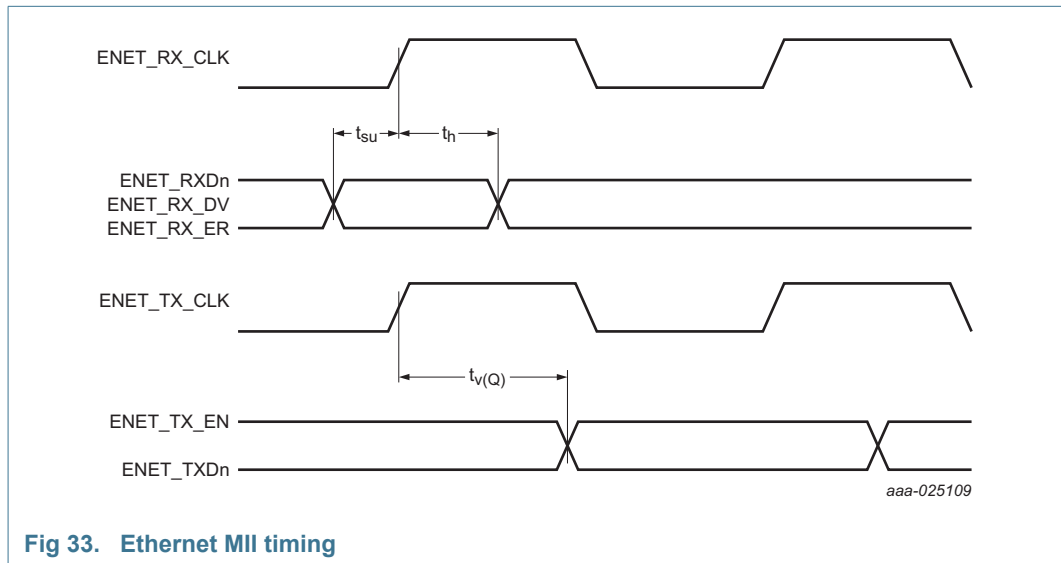 ENET_RX_CLK
tsu
th
ENET_RXDn
ENET_RX_DV
ENET_RX_ER
ENET_TX_CLK
tv(Q)
ENET_TX_EN
ENET_TXDn
aaa-025109
Fig 33. Ethernet MII timing